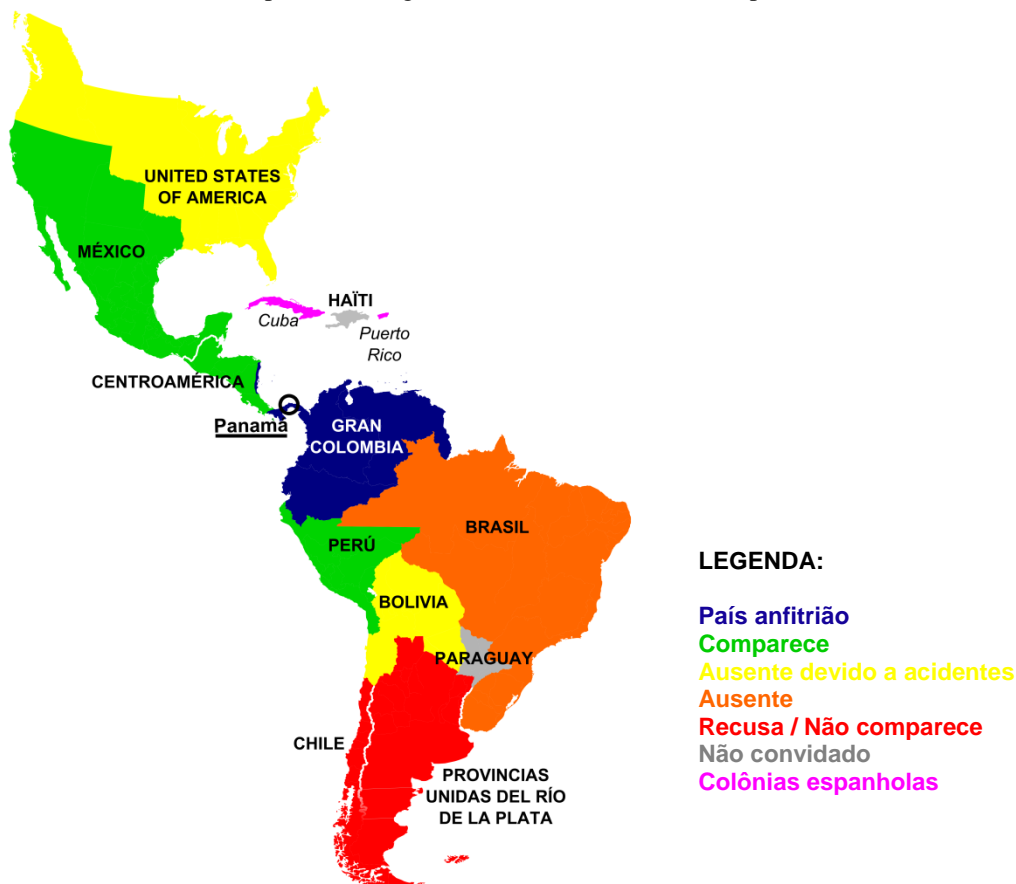 UNITED STATES
OF AMERICA
MÉXICO
HAÏTI
Cuba
Puerto
Rico
CENTROAMÉRICA
Panamá
GRAN
COLOMBIA
BRASIL
PERÚ
BOLIVIA
PARAGUAY
CHILE
PROVINCIAS
UNIDAS DEL RÍO
DE LA PLATA
LEGENDA:
País anfitrião
Comparece
Ausente devido a acidentes
Ausente
Recusa / Não comparece
Não convidado
Colônias espanholas